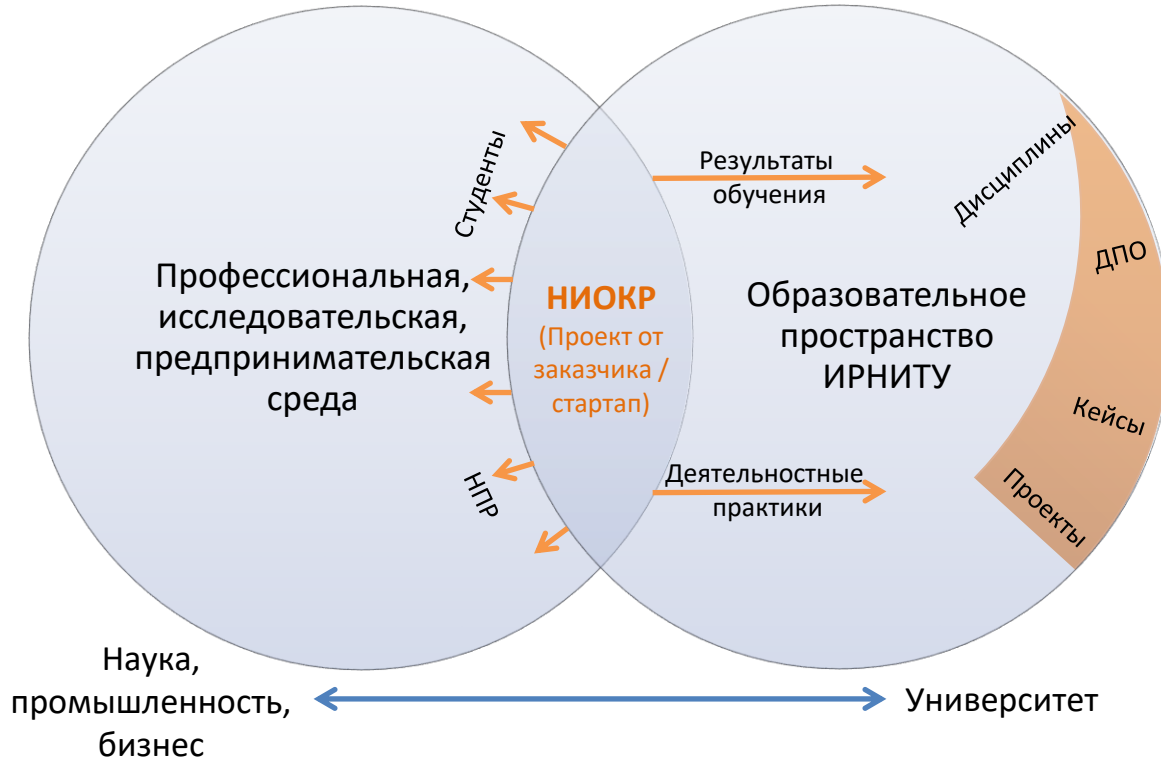 Студенты
НПР
Профессиональная,
исследовательская,
предпринимательская
среда
НИОКР
(Проект от
заказчика /
стартап)
Результаты
обучения
Деятельностные
практики
Образовательное
пространство
ИРНИТУ
Дисциплины
ДПО
Кейсы
Проекты
Наука,
промышленность,
бизнес
Университет